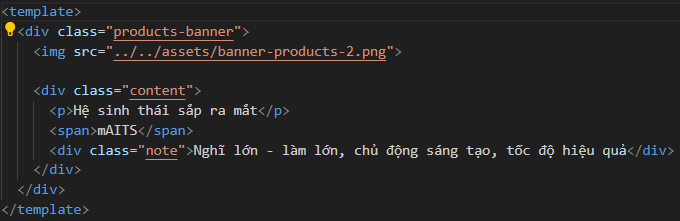 <template>
<div class="products-banner">
<img src="../../assets/banner-products-2.png">
<div class="content">
<p>Hệ sinh thái sắp ra mắt</p>
<span>mAITS</span>
<div class="note">Nghĩ lớn - làm lớn, chủ động sáng tạo, tốc độ hiệu quả</div>
</div>
</div>
</template>